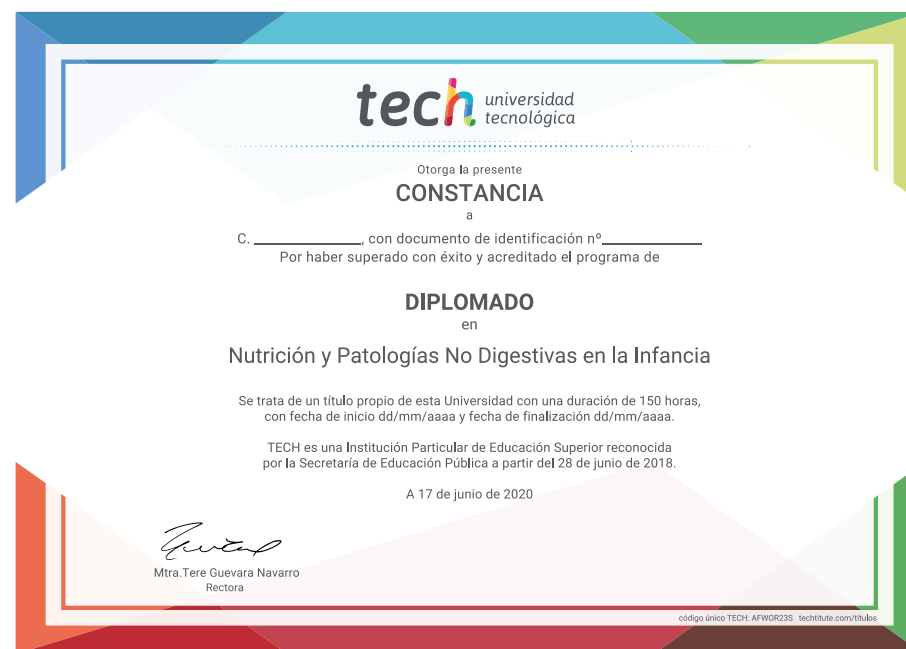 tech universidad
tecnológica
Otorga la presente
CONSTANCIA
a
C. ______________, con documento de identificación nº_____________
Por haber superado con éxito y acreditado el programa de
DIPLOMADO
en
Nutrición y Patologías No Digestivas en la Infancia
Se trata de un título propio de esta Universidad con una duración de 150 horas,
con fecha de inicio dd/mm/aaaa y fecha de finalización dd/mm/aaaa.
TECH es una Institución Particular de Educación Superior reconocida
por la Secretaría de Educación Pública a partir del 28 de junio de 2018.
A 17 de junio de 2020
Mtra.Tere Guevara Navarro
Rectora
código único TECH: AFWOR23S techtitute.com/titulos